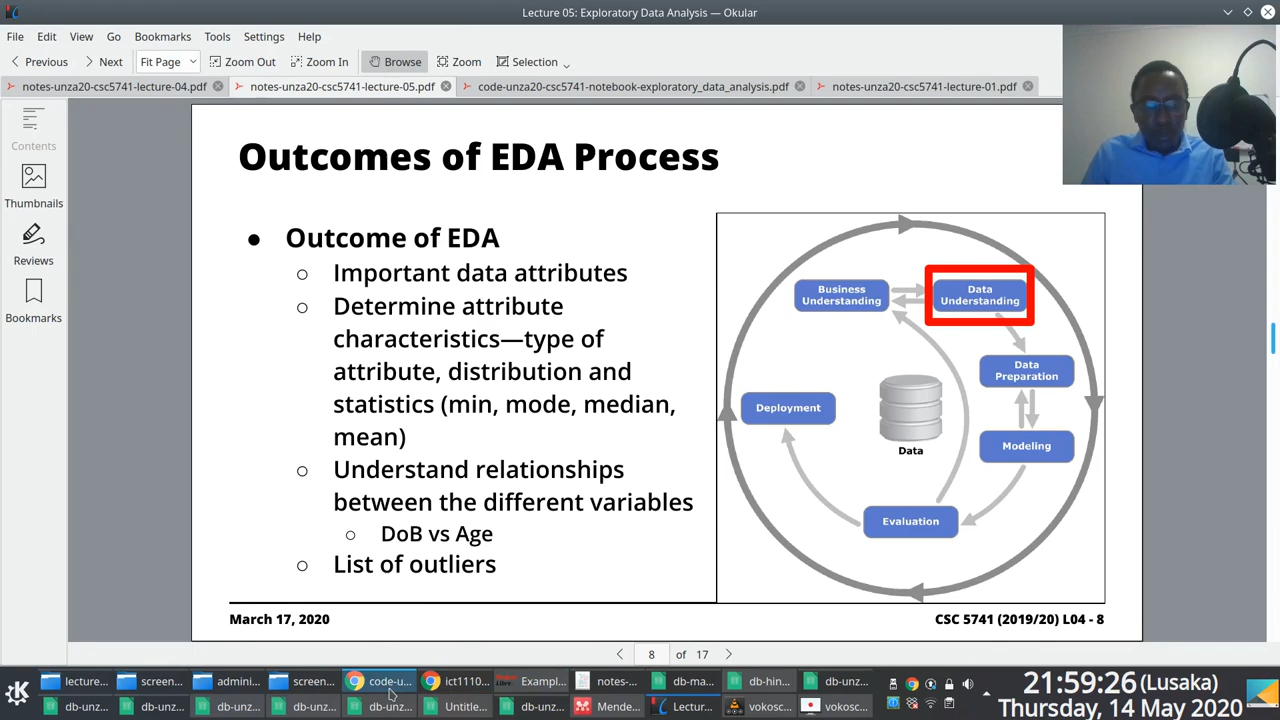 Lecture 05: Exploratory Data Analysis — Okular
File Edit View Go Bookmarks Tools Settings Help
Previous Next Fit Page Zoom Out Zoom In Browse Zoom Selection
notes-unza20-csc5741-lecture-04.pdf notes-unza20-csc5741-lecture-05.pdf code-unza20-csc5741-notebook-exploratory_data_analysis.pdf notes-unza20-csc5741-lecture-01.pdf
Contents
Thumbnails
Reviews
Bookmarks
Outcomes of EDA Process
● Outcome of EDA
○ Important data attributes
○ Determine attribute
characteristics—type of
attribute, distribution and
statistics (min, mode, median,
mean)
○ Understand relationships
between the different variables
○ DoB vs Age
○ List of outliers
Business
Understanding
Data
Understanding
Data
Preparation
Deployment
Data
Modeling
Evaluation
March 17, 2020
CSC 5741 (2019/20) L04 - 8
8 of 17
lecture... screen... admini... screen... code-u... ict1110... Exampl... notes-... db-ma... db-hin... db-unz...
db-unz... db-unz... db-unz... db-unz... db-unz... Untitle... db-unz... Mende... Lectur... vokosc... vokosc...
21:59:26 (Lusaka)
Thursday, 14 May 2020